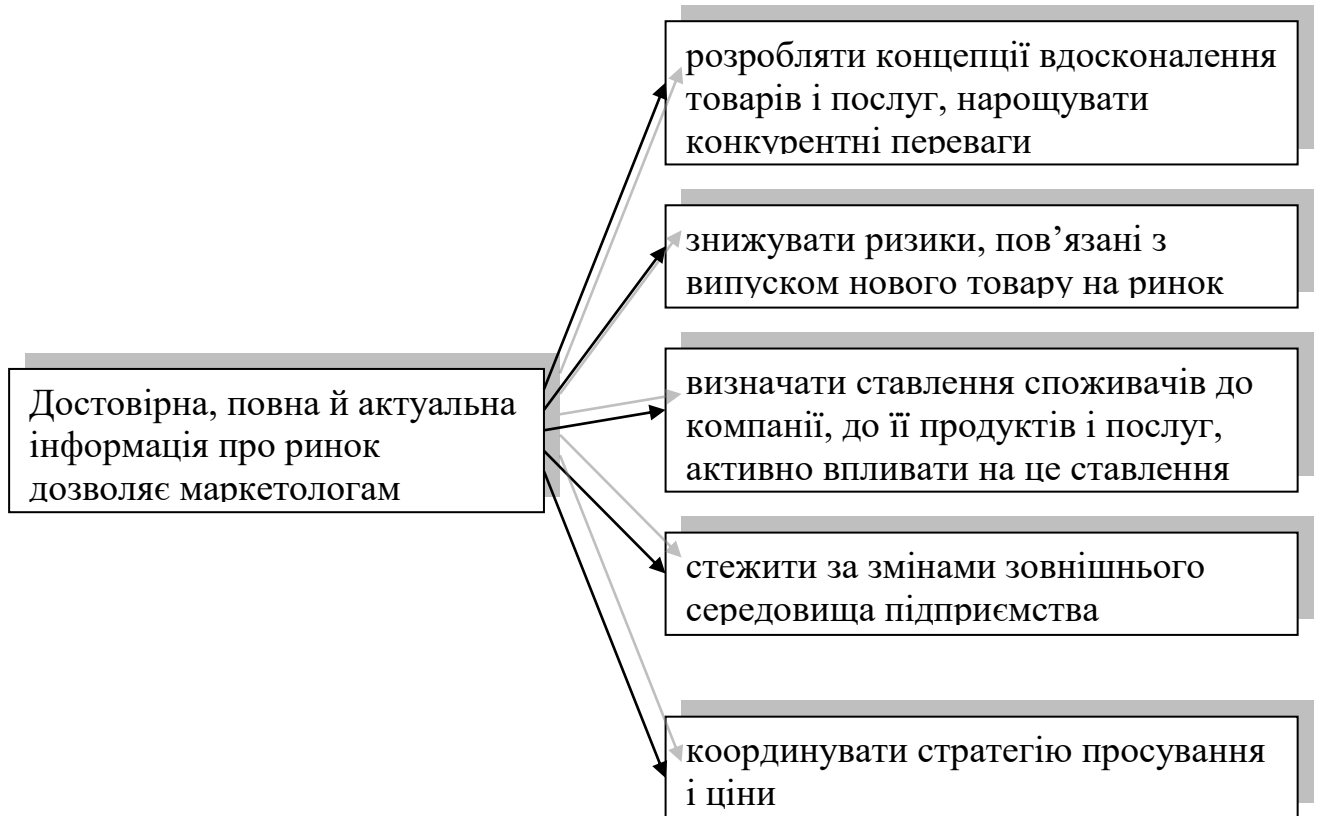 розробляти концепції вдосконалення
товарів і послуг, нарощувати
конкурентні переваги
знижувати ризики, пов’язані з
випуском нового товару на ринок
Достовірна, повна й актуальна
інформація про ринок
дозволяє маркетологам
визначати ставлення споживачів до
компанії, до її продуктів і послуг,
активно впливати на це ставлення
стежити за змінами зовнішнього
середовища підприємства
координувати стратегію просування
і ціни